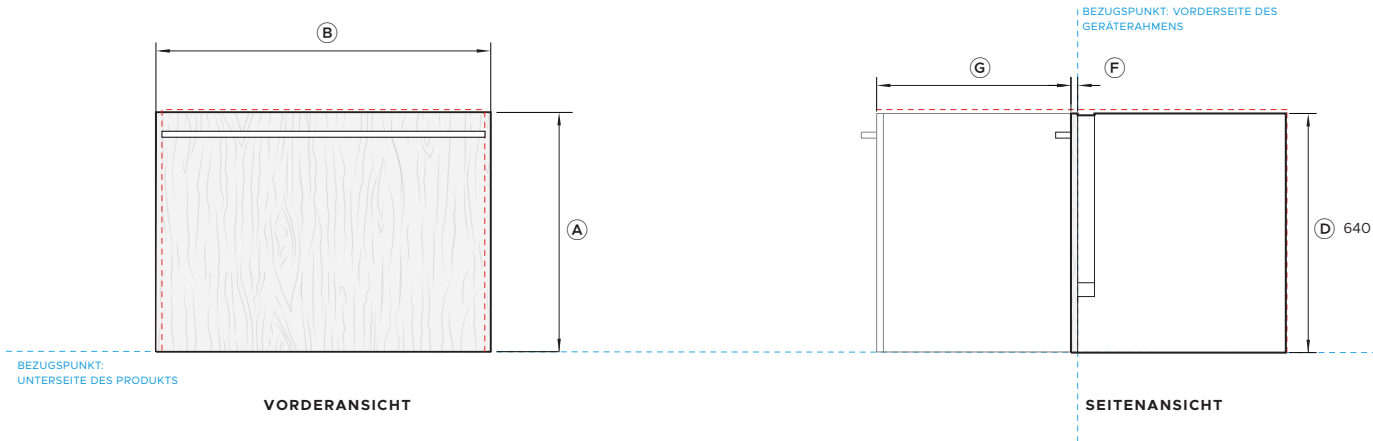 BEZUGSPUNKT: VORDERSEITE DES
GERÄTERAHMENS
B
G
F
A
D 640
BEZUGSPUNKT:
UNTERSEITE DES PRODUKTS
VORDERANSICHT
SEITENANSICHT